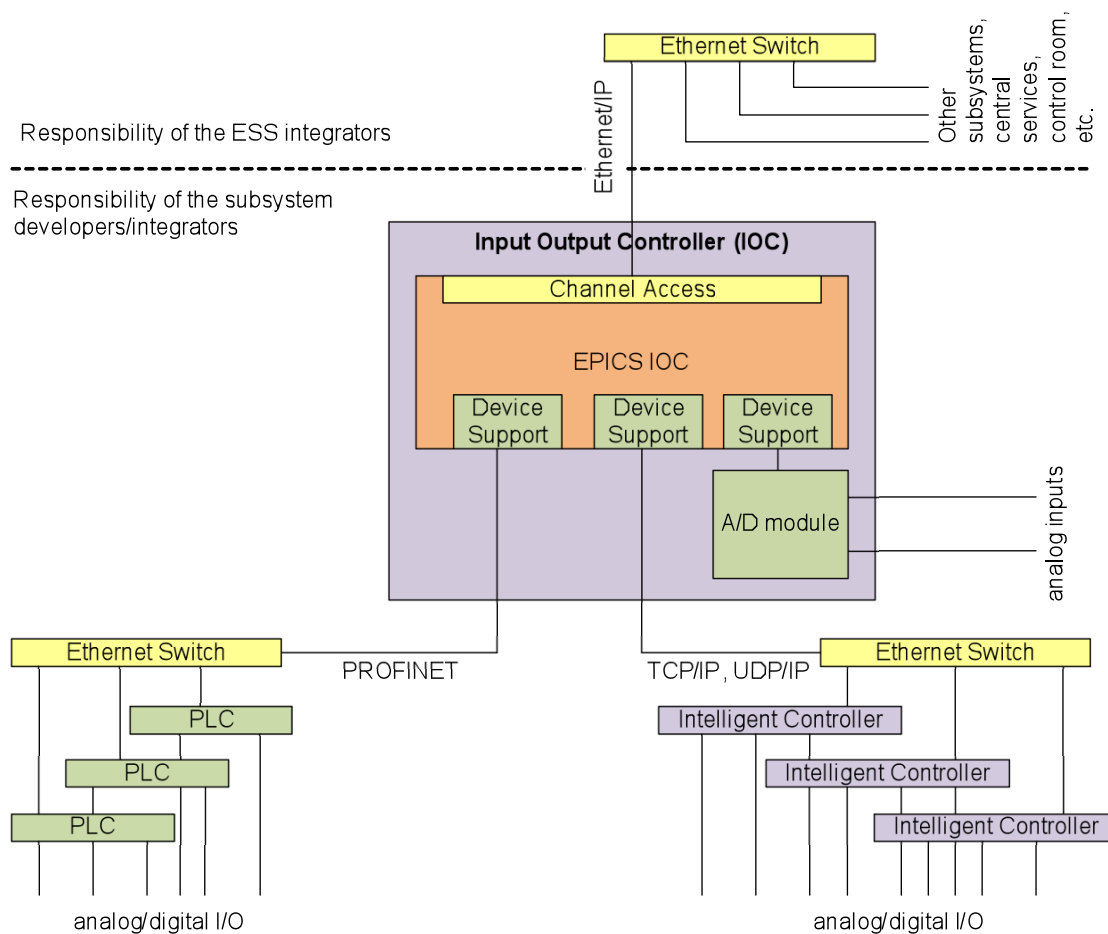 Ethernet Switch
Other
subsystems,
central
services,
control room,
etc.
Ethernet/IP
Responsibility of the ESS integrators
Responsibility of the subsystem
developers/integrators
Input Output Controller (IOC)
Channel Access
EPICS IOC
Device
Support
Device
Support
Device
Support
A/D module
analog inputs
Ethernet Switch
PROFINET
TCP/IP, UDP/IP
Ethernet Switch
PLC
PLC
PLC
Intelligent Controller
Intelligent Controller
Intelligent Controller
analog/digital I/O
analog/digital I/O